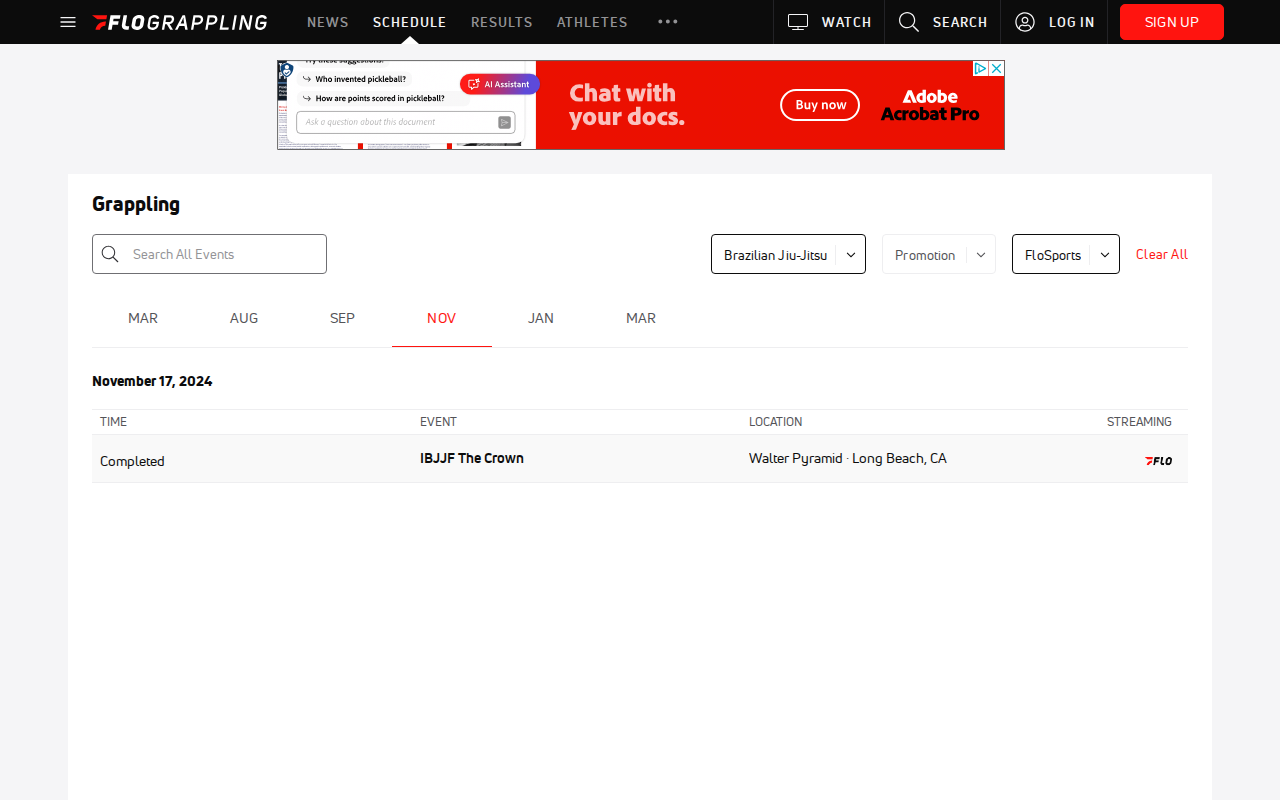 FLOGRAPPLING NEWS SCHEDULE RESULTS ATHLETES WATCH SEARCH LOG IN SIGN UP
Who invented pickleball?
How are points scored in pickleball?
AI Assistant
Ask a question about this document
Chat with
your docs.
Buy now
Adobe
Acrobat Pro
Grappling
Search All Events Brazilian Jiu-Jitsu Promotion FloSports Clear All
MAR AUG SEP NOV JAN MAR
November 17, 2024
TIME EVENT LOCATION STREAMING
Completed IBJJF The Crown Walter Pyramid · Long Beach, CA FLO